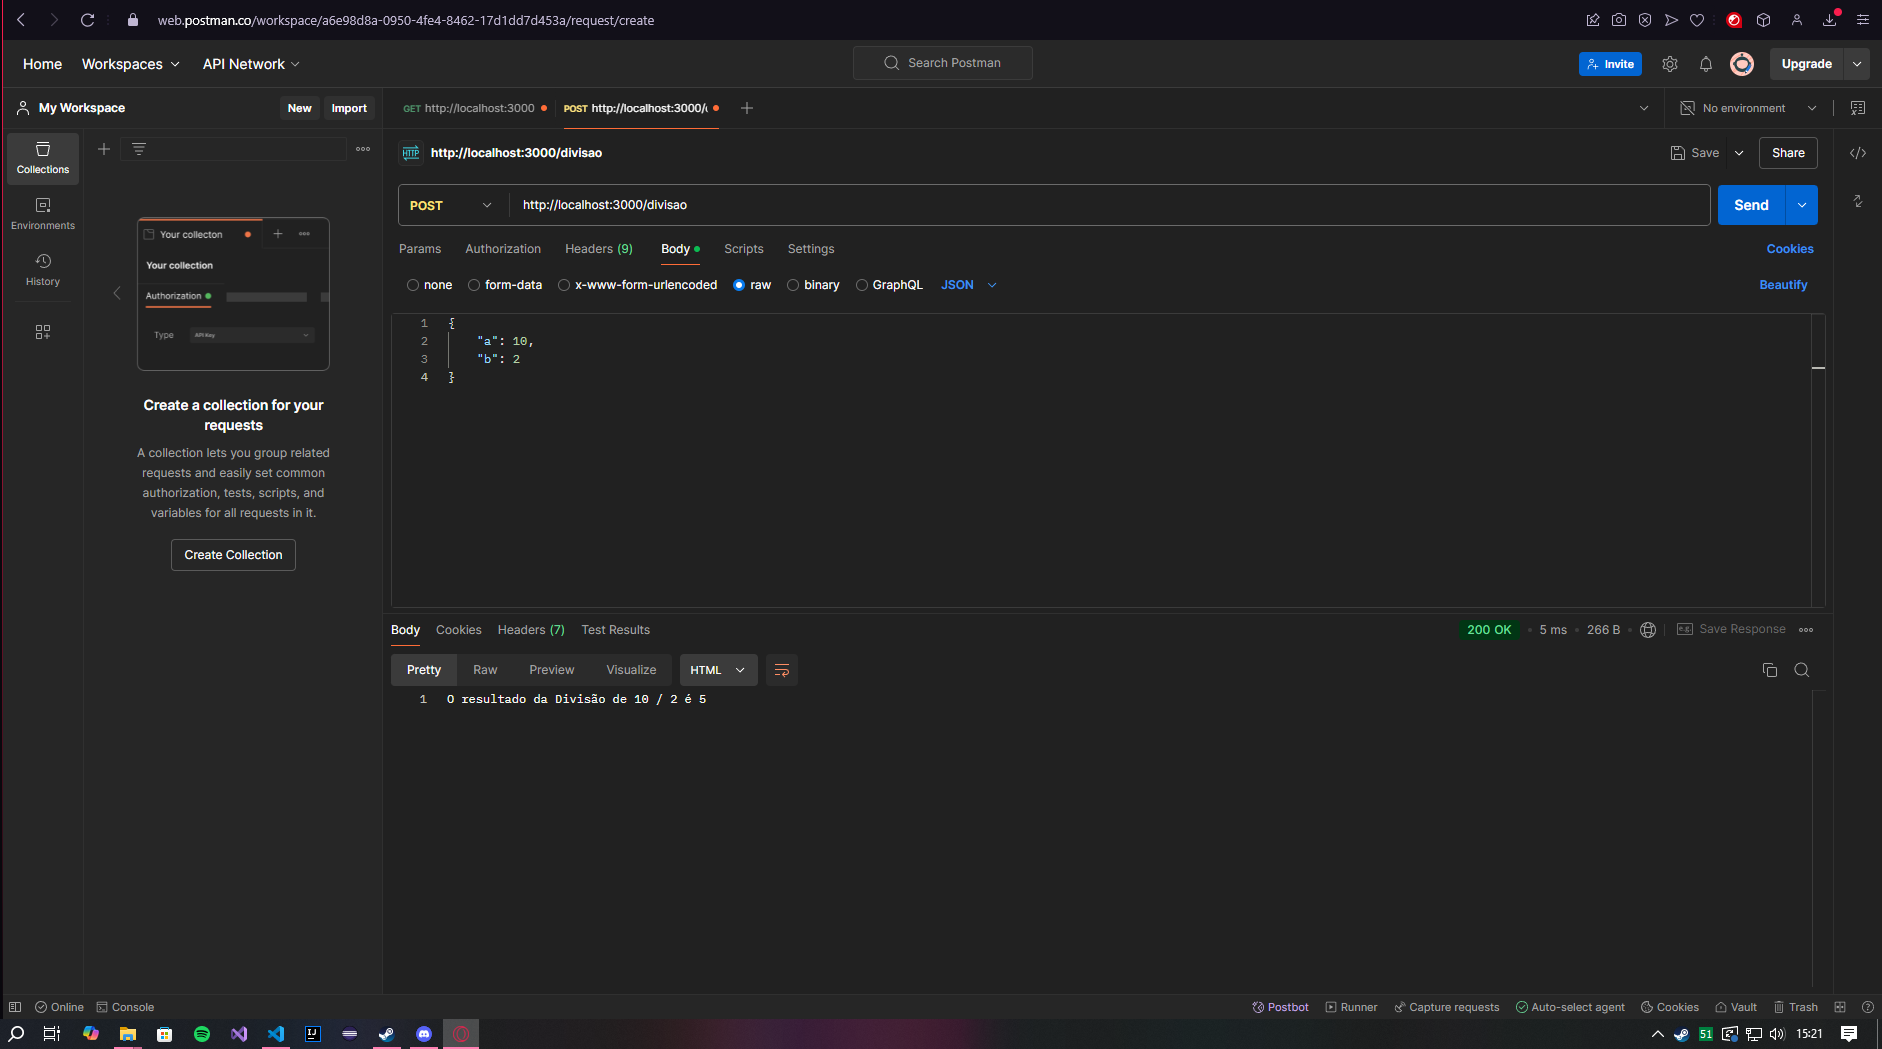 web.postman.co/workspace/a6e98d8a-0950-4fe4-8462-17d1dd7d453a/request/create
Home Workspaces API Network Search Postman Invite Upgrade
My Workspace New Import GET http://localhost:3000 POST http://localhost:3000/ No environment
Collections
Environments
History
Your collecton
Your collection
Authorization
Type API Key
Create a collection for your
requests
A collection lets you group related
requests and easily set common
authorization, tests, scripts, and
variables for all requests in it.
Create Collection
HTTP http://localhost:3000/divisao Save Share
POST http://localhost:3000/divisao Send
Params Authorization Headers (9) Body Scripts Settings Cookies
none form-data x-www-form-urlencoded raw binary GraphQL JSON Beautify
1 {
2 "a": 10,
3 "b": 2
4 }
Body Cookies Headers (7) Test Results 200 OK 5 ms 266 B e.g. Save Response
Pretty Raw Preview Visualize HTML
1 O resultado da Divisão de 10 / 2 é 5
Online Console Postbot Runner Capture requests Auto-select agent Cookies Vault Trash
IJ 51 15:21